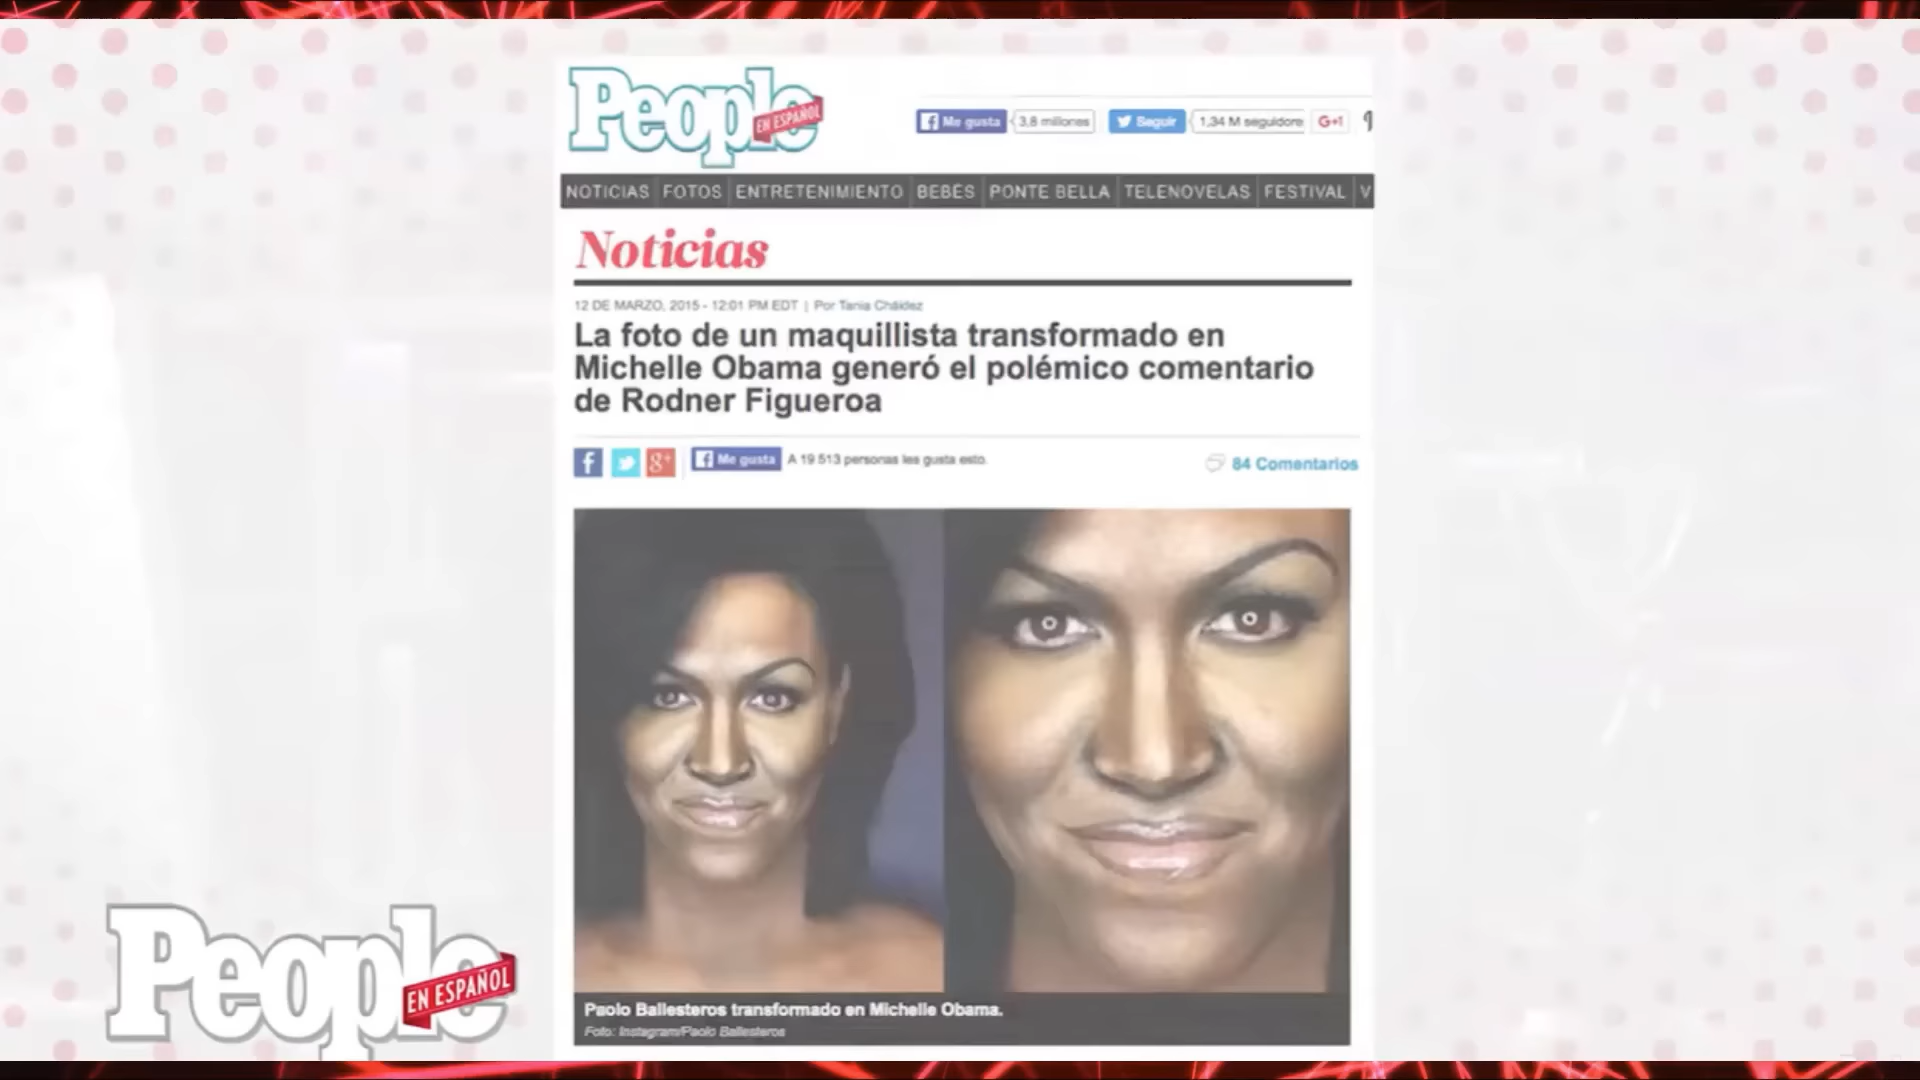 People
EN ESPAÑOL
Me gusta 3,8 millones Seguir 1,34 M seguidore G+1
NOTICIAS FOTOS ENTRETENIMIENTO BEBÉS PONTE BELLA TELENOVELAS FESTIVAL V
Noticias
12 DE MARZO, 2015 - 12:01 PM EDT | Por Tania Cháidez
La foto de un maquillista transformado en
Michelle Obama generó el polémico comentario
de Rodner Figueroa
f g+ Me gusta A 19 513 personas les gusta esto. 84 Comentarios
Paolo Ballesteros transformado en Michelle Obama.
Foto: Instagram/Paolo Ballesteros
People
EN ESPAÑOL